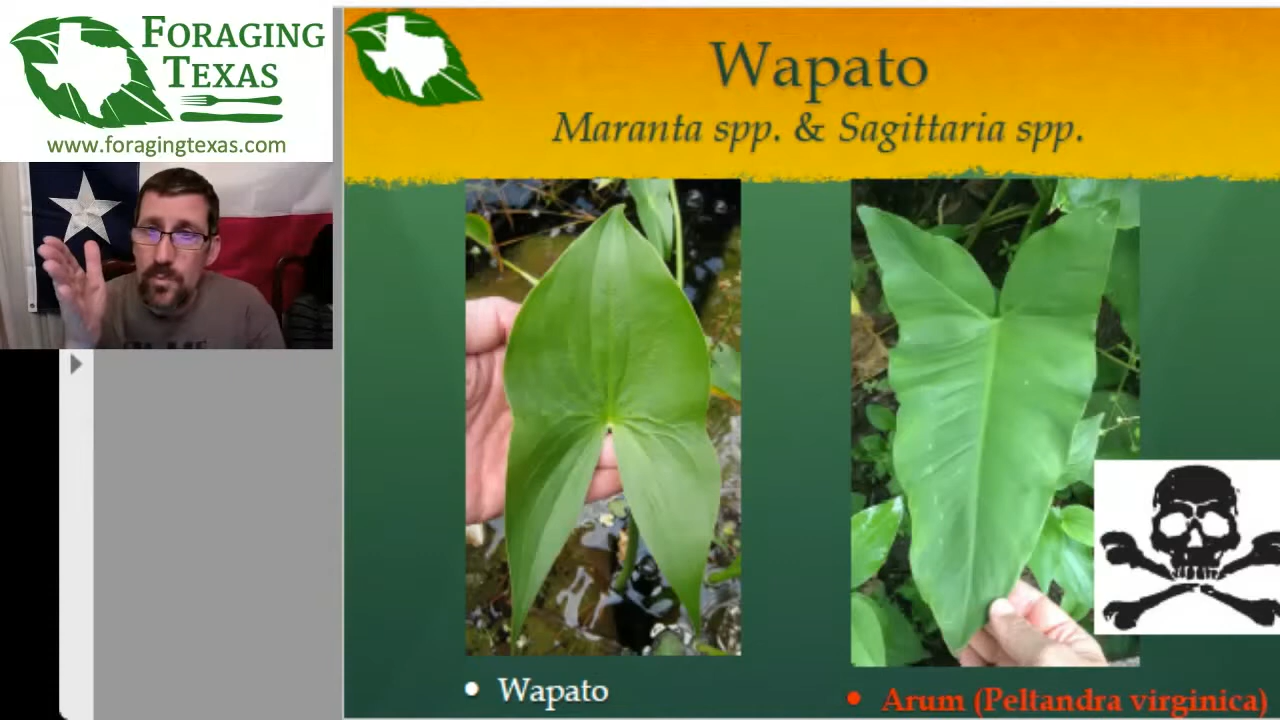 FORAGING
TEXAS
www.foragingtexas.com
Wapato
Maranta spp. & Sagittaria spp.
• Wapato
• Arum (Peltandra virginica)